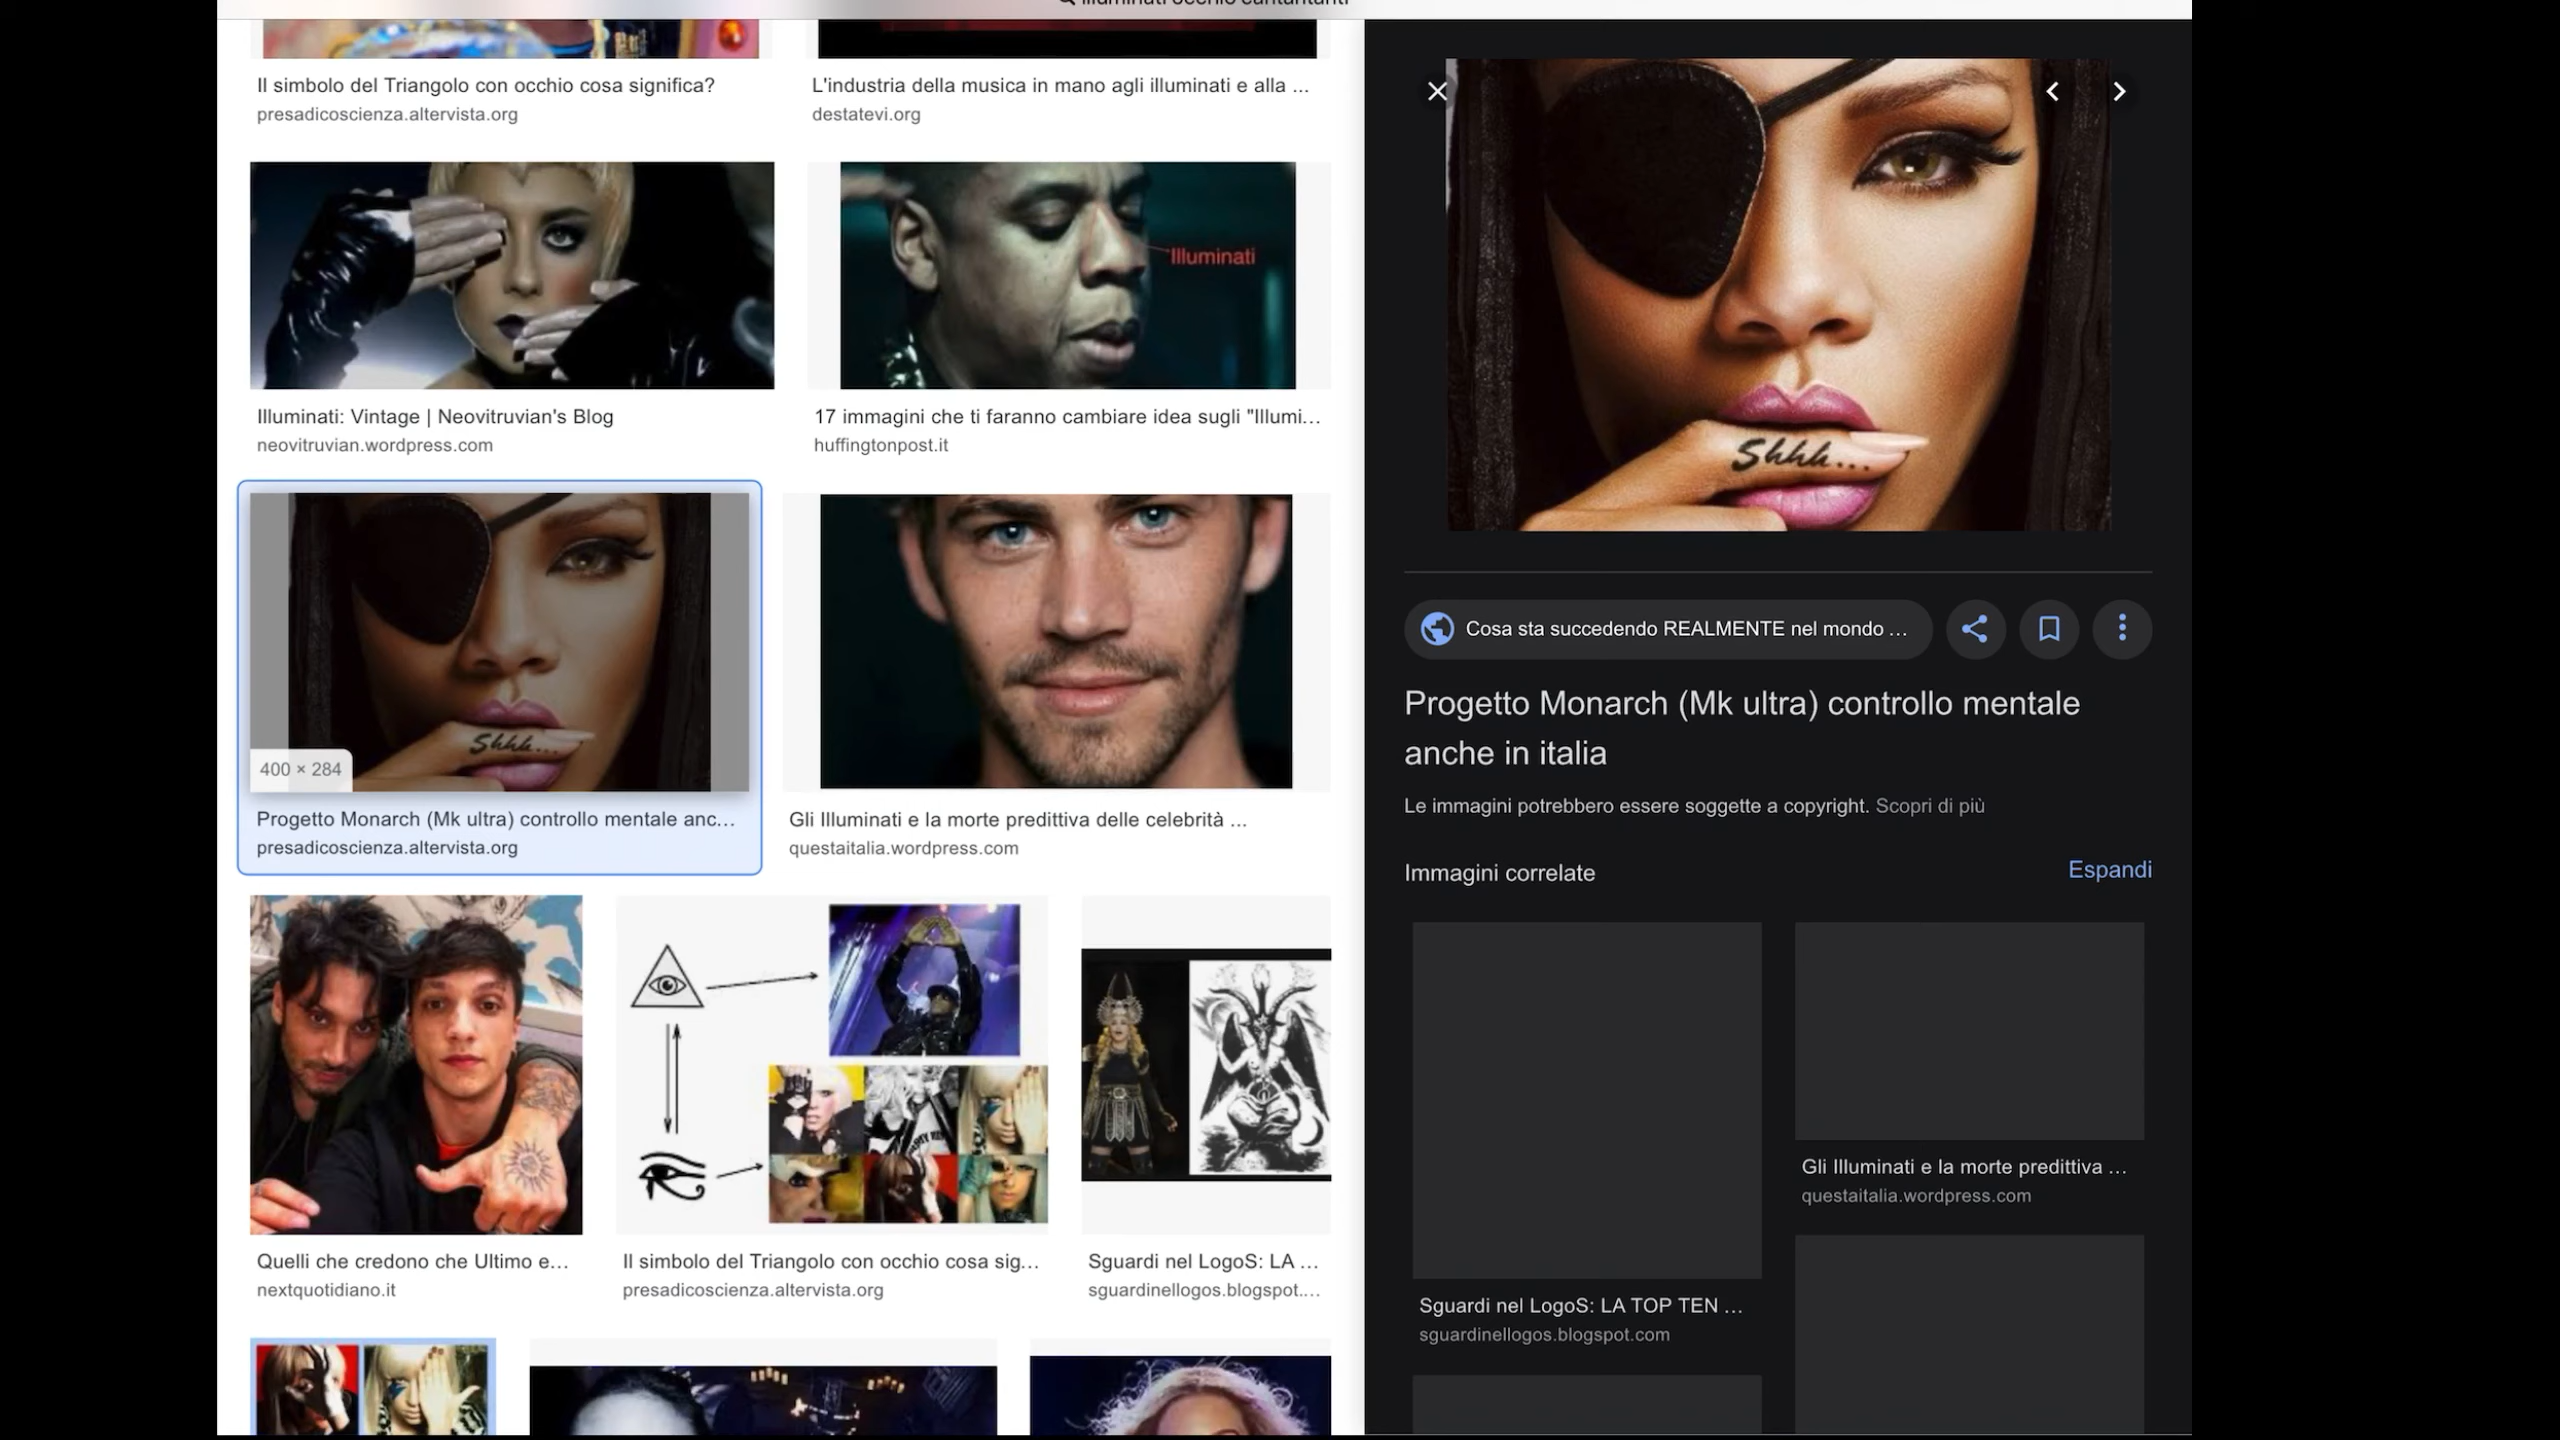 Il simbolo del Triangolo con occhio cosa significa?
presadicoscienza.altervista.org
L'industria della musica in mano agli illuminati e alla ...
destatevi.org
Illuminati
Illuminati: Vintage | Neovitruvian's Blog
neovitruvian.wordpress.com
17 immagini che ti faranno cambiare idea sugli "Illumi...
huffingtonpost.it
Shhh...
400 × 284
Progetto Monarch (Mk ultra) controllo mentale anc...
presadicoscienza.altervista.org
Gli Illuminati e la morte predittiva delle celebrità ...
questaitalia.wordpress.com
Quelli che credono che Ultimo e...
nextquotidiano.it
Il simbolo del Triangolo con occhio cosa sig...
presadicoscienza.altervista.org
Sguardi nel LogoS: LA ...
sguardinellogos.blogspot....
Shhh...
Cosa sta succedendo REALMENTE nel mondo ...
Progetto Monarch (Mk ultra) controllo mentale
anche in italia
Le immagini potrebbero essere soggette a copyright. Scopri di più
Immagini correlate
Espandi
Gli Illuminati e la morte predittiva ...
questaitalia.wordpress.com
Sguardi nel LogoS: LA TOP TEN ...
sguardinellogos.blogspot.com